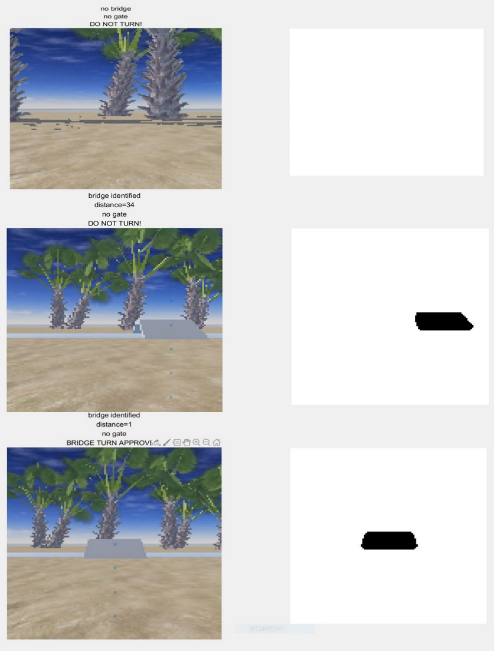 no bridge
no gate
DO NOT TURN!
bridge identified
distance=34
no gate
DO NOT TURN!
bridge identified
distance=1
no gate
BRIDGE TURN APPROVI